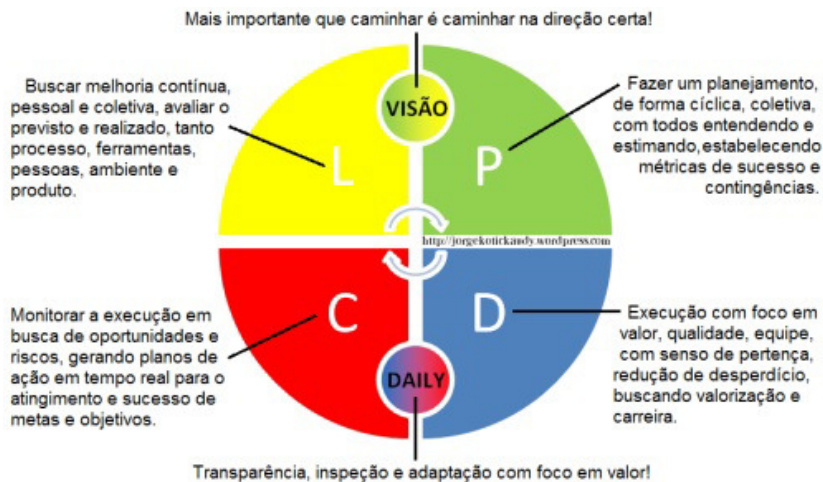 Mais importante que caminhar é caminhar na direção certa!
Buscar melhoria contínua,
pessoal e coletiva, avaliar o
previsto e realizado, tanto
processo, ferramentas,
pessoas, ambiente e
produto.
VISÃO
Fazer um planejamento,
de forma cíclica, coletiva,
com todos entendendo e
estimando, estabelecendo
métricas de sucesso e
contingências.
L
P
http://jorgekotickandy.wordpress.com
Monitorar a execução em
busca de oportunidades e
riscos, gerando planos de
ação em tempo real para o
atingimento e sucesso de
metas e objetivos.
C
D
Execução com foco em
valor, qualidade, equipe,
com senso de pertença,
redução de desperdício,
buscando valorização e
carreira.
DAILY
Transparência, inspeção e adaptação com foco em valor!